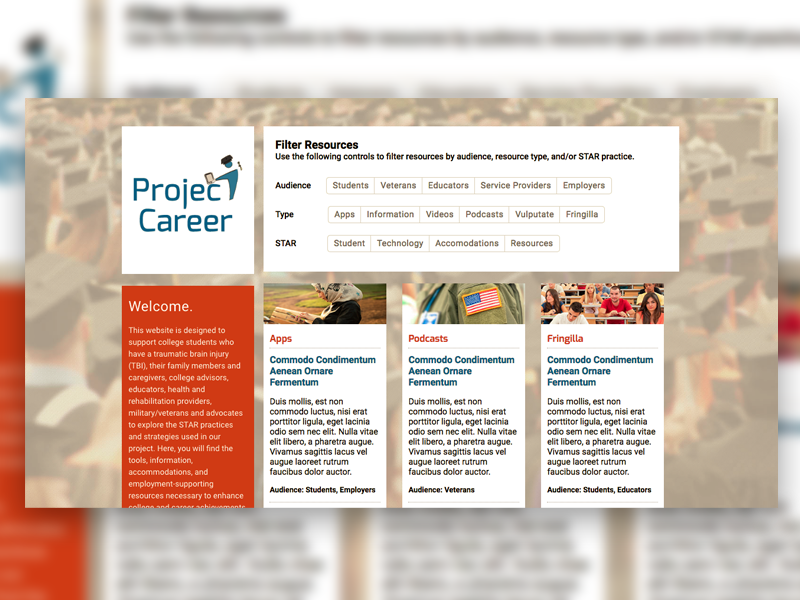 Filter Resources
Projec
Career
Filter Resources
Use the following controls to filter resources by audience, resource type, and/or STAR practice.
Audience Students Veterans Educators Service Providers Employers
Type Apps Information Videos Podcasts Vulputate Fringilla
STAR Student Technology Accomodations Resources
Welcome.
This website is designed to
support college students who
have a traumatic brain injury
(TBI), their family members and
caregivers, college advisors,
educators, health and
rehabilitation providers,
military/veterans and advocates
to explore the STAR practices
and strategies used in our
project. Here, you will find the
tools, information,
accommodations, and
employment-supporting
resources necessary to enhance
college and career achievements
Apps
Commodo Condimentum
Aenean Ornare
Fermentum
Duis mollis, est non
commodo luctus, nisi erat
porttitor ligula, eget lacinia
odio sem nec elit. Nulla vitae
elit libero, a pharetra augue.
Vivamus sagittis lacus vel
augue laoreet rutrum
faucibus dolor auctor.
Audience: Students, Employers
Podcasts
Commodo Condimentum
Aenean Ornare
Fermentum
Duis mollis, est non
commodo luctus, nisi erat
porttitor ligula, eget lacinia
odio sem nec elit. Nulla vitae
elit libero, a pharetra augue.
Vivamus sagittis lacus vel
augue laoreet rutrum
faucibus dolor auctor.
Audience: Veterans
Fringilla
Commodo Condimentum
Aenean Ornare
Fermentum
Duis mollis, est non
commodo luctus, nisi erat
porttitor ligula, eget lacinia
odio sem nec elit. Nulla vitae
elit libero, a pharetra augue.
Vivamus sagittis lacus vel
augue laoreet rutrum
faucibus dolor auctor.
Audience: Students, Educators